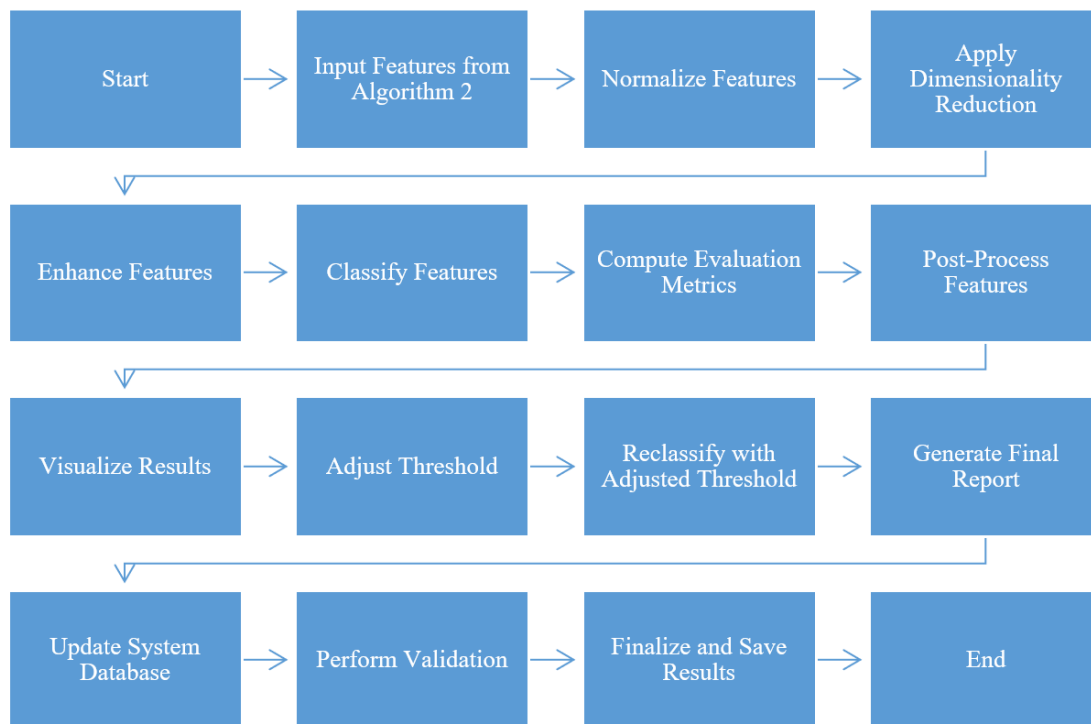 Start
Input Features from
Algorithm 2
Normalize Features
Apply
Dimensionality
Reduction
Enhance Features
Classify Features
Compute Evaluation
Metrics
Post-Process
Features
Visualize Results
Adjust Threshold
Reclassify with
Adjusted Threshold
Generate Final
Report
Update System
Database
Perform Validation
Finalize and Save
Results
End